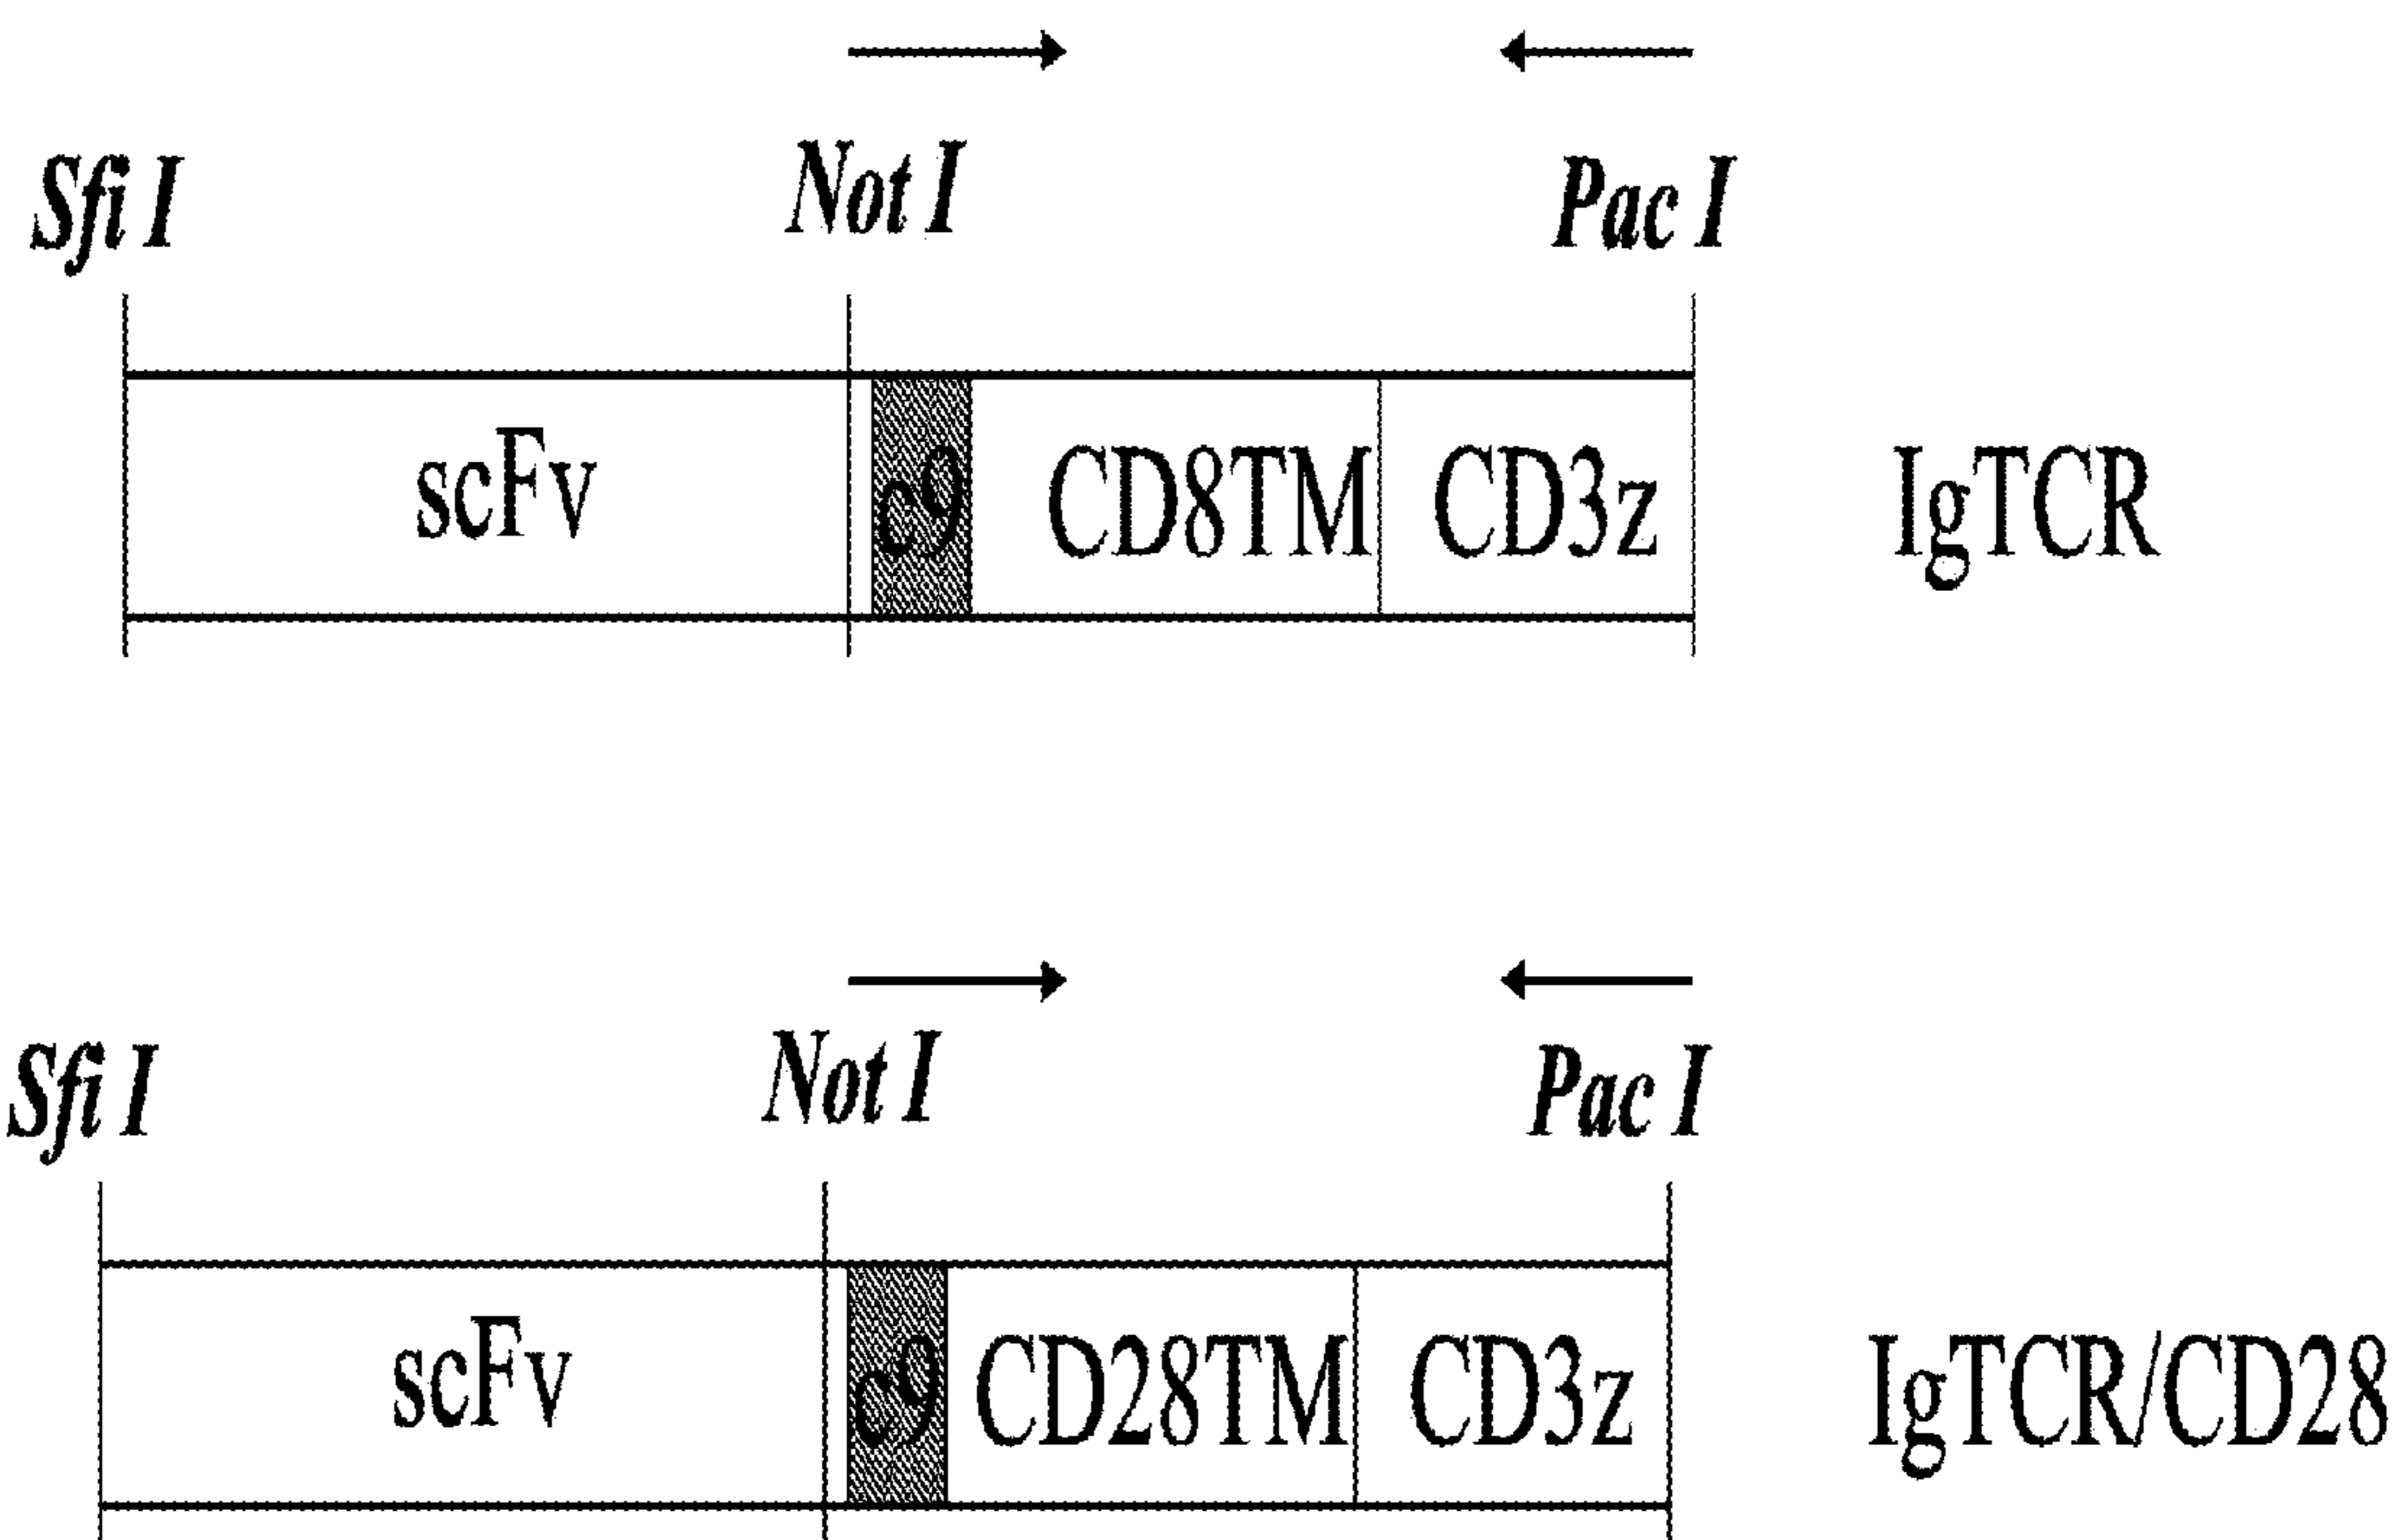 Sfi I Not I Pac I
scFv c9 CD8TM CD3z IgTCR
Sfi I Not I Pac I
scFv c9 CD28TM CD3z IgTCR/CD28